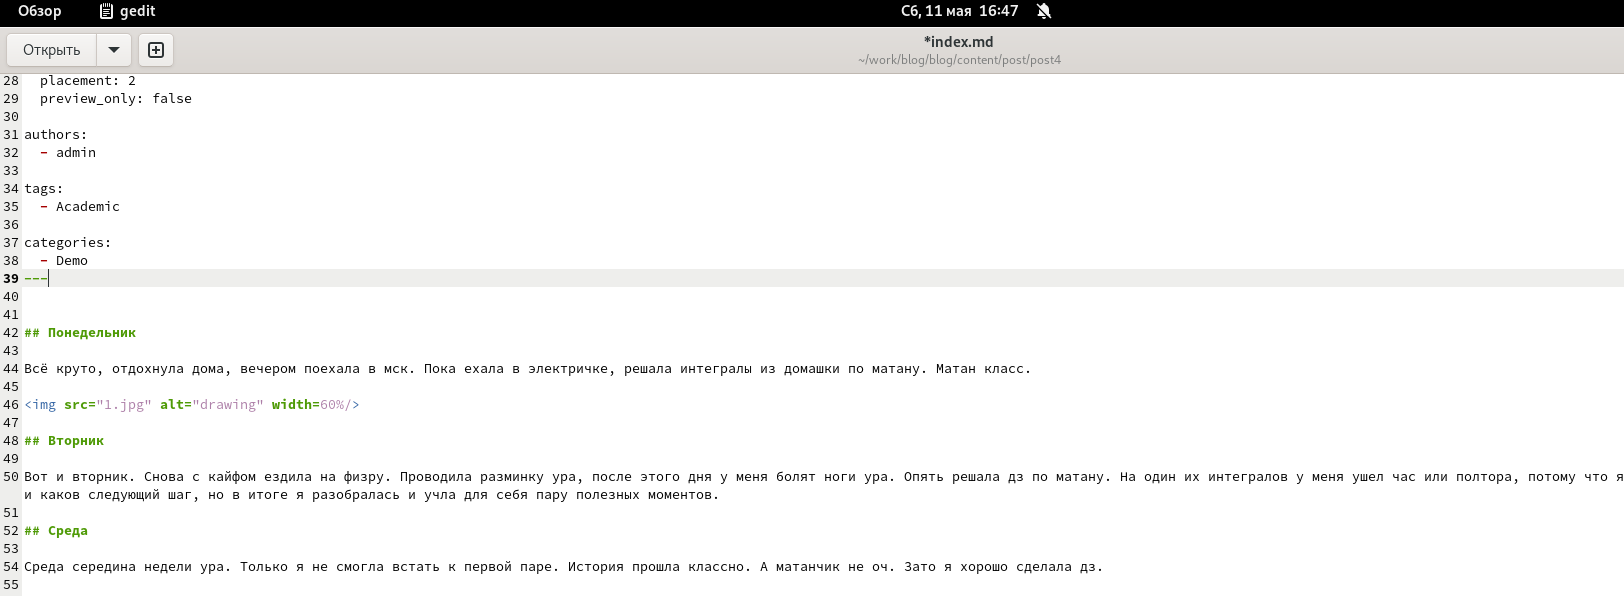 Обзор gedit Сб, 11 мая 16:47
Открыть *index.md
~/work/blog/blog/content/post/post4
28 placement: 2
29 preview_only: false
30
31 authors:
32 - admin
33
34 tags:
35 - Academic
36
37 categories:
38 - Demo
39 ---
40
41
42 ## Понедельник
43
44 Всё круто, отдохнула дома, вечером поехала в мск. Пока ехала в электричке, решала интегралы из домашки по матану. Матан класс.
45
46 <img src="1.jpg" alt="drawing" width=60%/>
47
48 ## Вторник
49
50 Вот и вторник. Снова с кайфом ездила на физру. Проводила разминку ура, после этого дня у меня болят ноги ура. Опять решала дз по матану. На один их интегралов у меня ушел час или полтора, потому что я
и каков следующий шаг, но в итоге я разобралась и учла для себя пару полезных моментов.
51
52 ## Среда
53
54 Среда середина недели ура. Только я не смогла встать к первой паре. История прошла классно. А матанчик не оч. Зато я хорошо сделала дз.
55